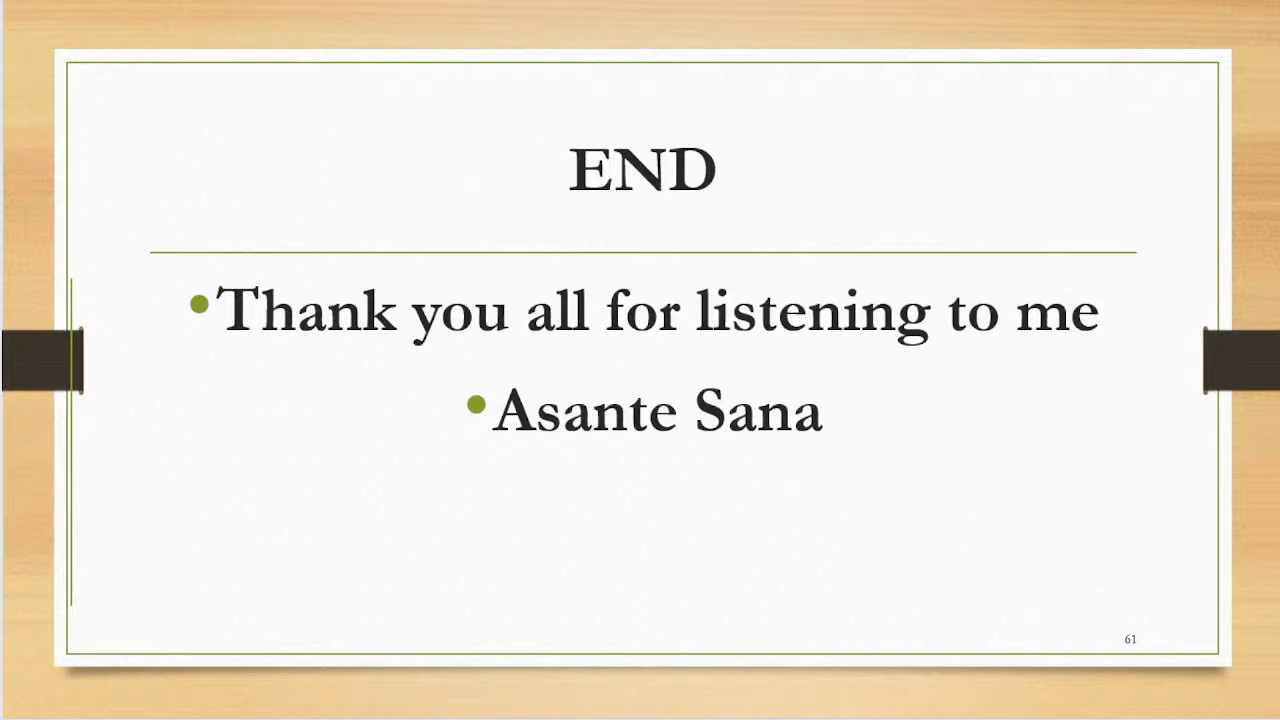 END
•Thank you all for listening to me
•Asante Sana
61